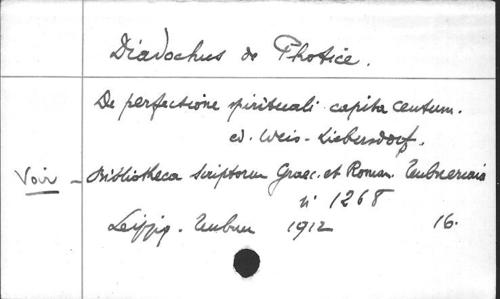 Diadochus de Photice.
De perfectione spirituali capita centum.
ed. Weis-Liebersdorf.
Voir - Bibliotheca Scriptorum Graec. et Roman. Teubneriana
n° 1268
Leipzig. Teubner 1912 16.